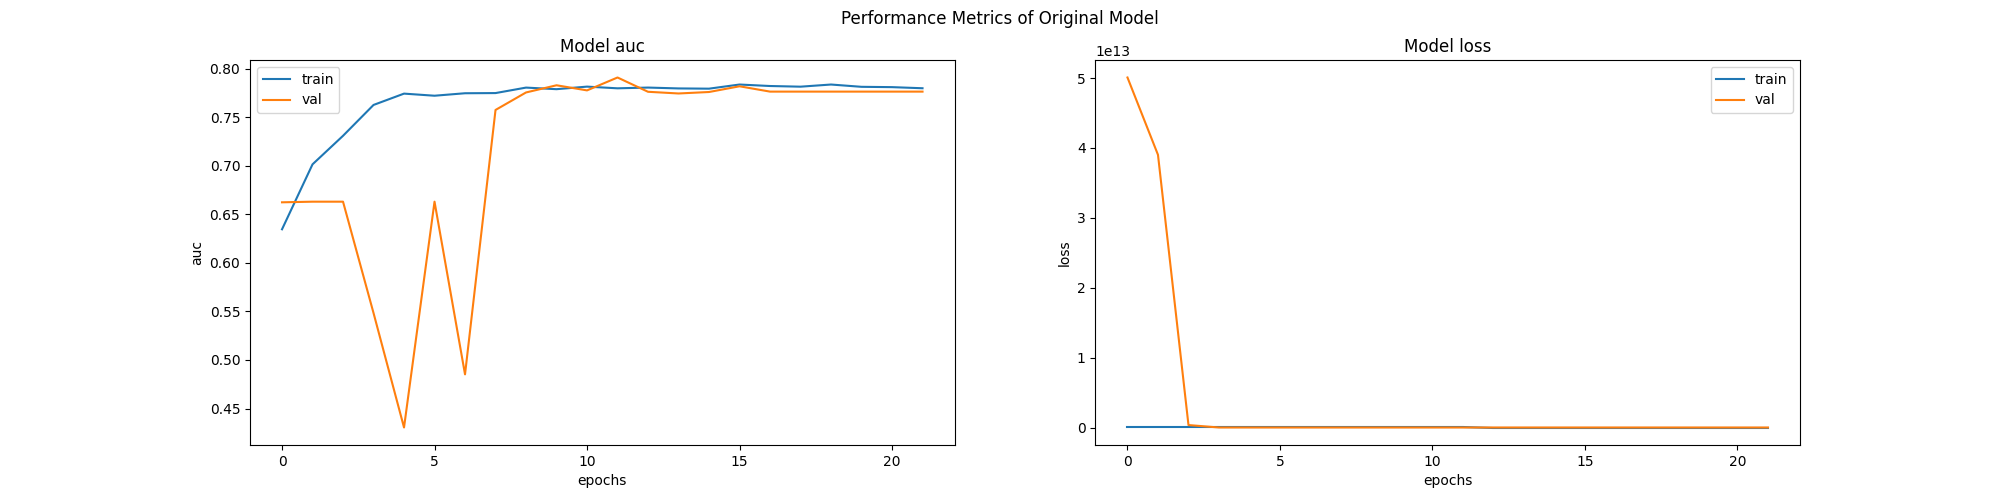 Performance Metrics of Original Model
Model auc
train
val
0.80
0.75
0.70
0.65
0.60
0.55
0.50
0.45
auc
0 5 10 15 20
epochs
Model loss
1e13
train
val
5
4
3
2
1
0
loss
0 5 10 15 20
epochs